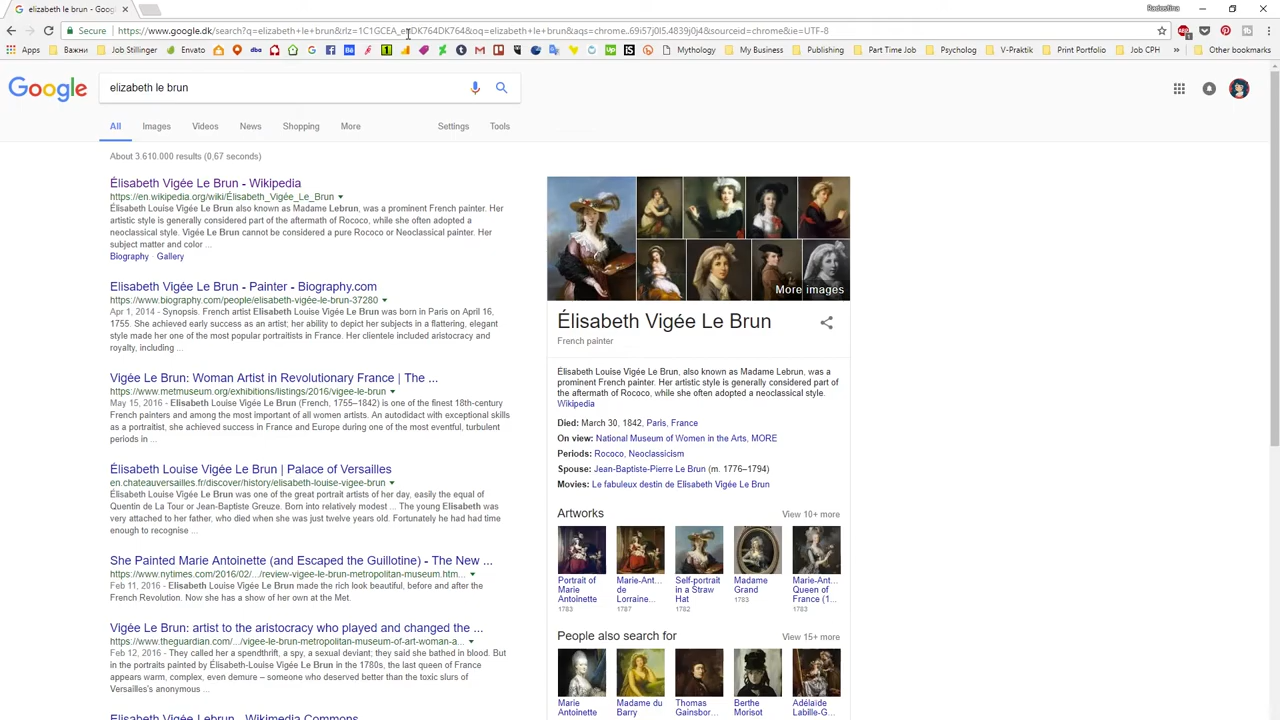 elizabeth le brun - Goo
Radostina
Secure
https://www.google.dk/search?q=elizabeth+le+brun&rlz=1C1GCEA_enDK764DK764&oq=elizabeth+le+brun&aqs=chrome..69i57j0l5.4839j0j4&sourceid=chrome&ie=UTF-8
Apps Важни Job Stillinger Envato Mythology My Business Publishing Part Time Job Psycholog V-Praktik Print Portfolio Job CPH Other bookmarks
Google
elizabeth le brun
All Images Videos News Shopping More Settings Tools
About 3.610.000 results (0,67 seconds)
Élisabeth Vigée Le Brun - Wikipedia
https://en.wikipedia.org/wiki/Élisabeth_Vigée_Le_Brun
Élisabeth Louise Vigée Le Brun also known as Madame Lebrun, was a prominent French painter. Her
artistic style is generally considered part of the aftermath of Rococo, while she often adopted a
neoclassical style. Vigée Le Brun cannot be considered a pure Rococo or Neoclassical painter. Her
subject matter and color ...
Biography · Gallery
Élisabeth Vigée Le Brun - Painter - Biography.com
https://www.biography.com/people/elisabeth-vigée-le-brun-37280
Apr 1, 2014 - Synopsis. French artist Elisabeth Louise Vigée Le Brun was born in Paris on April 16,
1755. She achieved early success as an artist; her ability to depict her subjects in a flattering, elegant
style made her one of the most popular portraitists in France. Her clientele included aristocracy and
royalty, including ...
Vigée Le Brun: Woman Artist in Revolutionary France | The ...
https://www.metmuseum.org/exhibitions/listings/2016/vigee-le-brun
May 15, 2016 - Elisabeth Louise Vigée Le Brun (French, 1755–1842) is one of the finest 18th-century
French painters and among the most important of all women artists. An autodidact with exceptional skills
as a portraitist, she achieved success in France and Europe during one of the most eventful, turbulent
periods in ...
Élisabeth Louise Vigée Le Brun | Palace of Versailles
en.chateauversailles.fr/discover/history/elisabeth-louise-vigee-brun
Élisabeth Louise Vigée Le Brun was one of the great portrait artists of her day, easily the equal of
Quentin de La Tour or Jean-Baptiste Greuze. Born into relatively modest ... The young Elisabeth was
very attached to her father, who died when she was just twelve years old. Fortunately he had had time
enough to recognise ...
She Painted Marie Antoinette (and Escaped the Guillotine) - The New ...
https://www.nytimes.com/2016/02/.../review-vigee-le-brun-metropolitan-museum.htm...
Feb 11, 2016 - Elisabeth Louise Vigée Le Brun made the rich look beautiful, before and after the
French Revolution. Now she has a show of her own at the Met.
Vigée Le Brun: artist to the aristocracy who played and changed the ...
https://www.theguardian.com/.../vigee-le-brun-metropolitan-museum-of-art-woman-a...
Feb 12, 2016 - They called her a spendthrift, a spy, a sexual deviant; they said she bathed in blood. But
in the portraits painted by Élisabeth-Louise Vigée Le Brun in the 1780s, the last queen of France
appears warm, complex, even demure – someone who deserved better than the toxic slurs of
Versailles's anonymous ...
Élisabeth Vigée Lebrun - Wikimedia Commons
More images
Élisabeth Vigée Le Brun
French painter
Élisabeth Louise Vigée Le Brun, also known as Madame Lebrun, was a
prominent French painter. Her artistic style is generally considered part of
the aftermath of Rococo, while she often adopted a neoclassical style.
Wikipedia
Died: March 30, 1842, Paris, France
On view: National Museum of Women in the Arts, MORE
Periods: Rococo, Neoclassicism
Spouse: Jean-Baptiste-Pierre Le Brun (m. 1776–1794)
Movies: Le fabuleux destin de Elisabeth Vigée Le Brun
Artworks View 10+ more
Portrait of Marie Antoinette 1783
Marie-Ant... de Lorraine... 1787
Self-portrait in a Straw Hat 1782
Madame Grand 1783
Marie-Ant... Queen of France (1... 1783
People also search for View 15+ more
Marie Antoinette
Madame du Barry
Thomas Gainsbor...
Berthe Morisot
Adélaïde Labille-G...